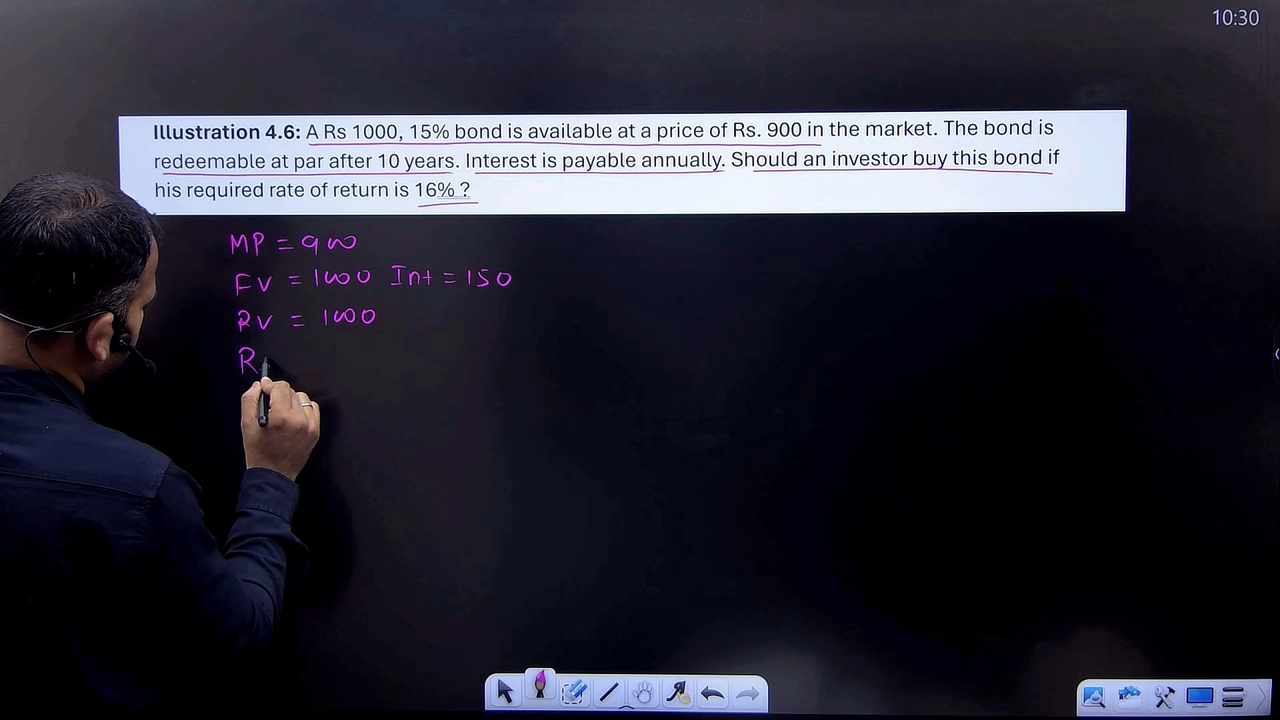 10:30
Illustration 4.6: A Rs 1000, 15% bond is available at a price of Rs. 900 in the market. The bond is
redeemable at par after 10 years. Interest is payable annually. Should an investor buy this bond if
his required rate of return is 16% ?
MP = 900
FV = 1000 Int = 150
RV = 1000
R